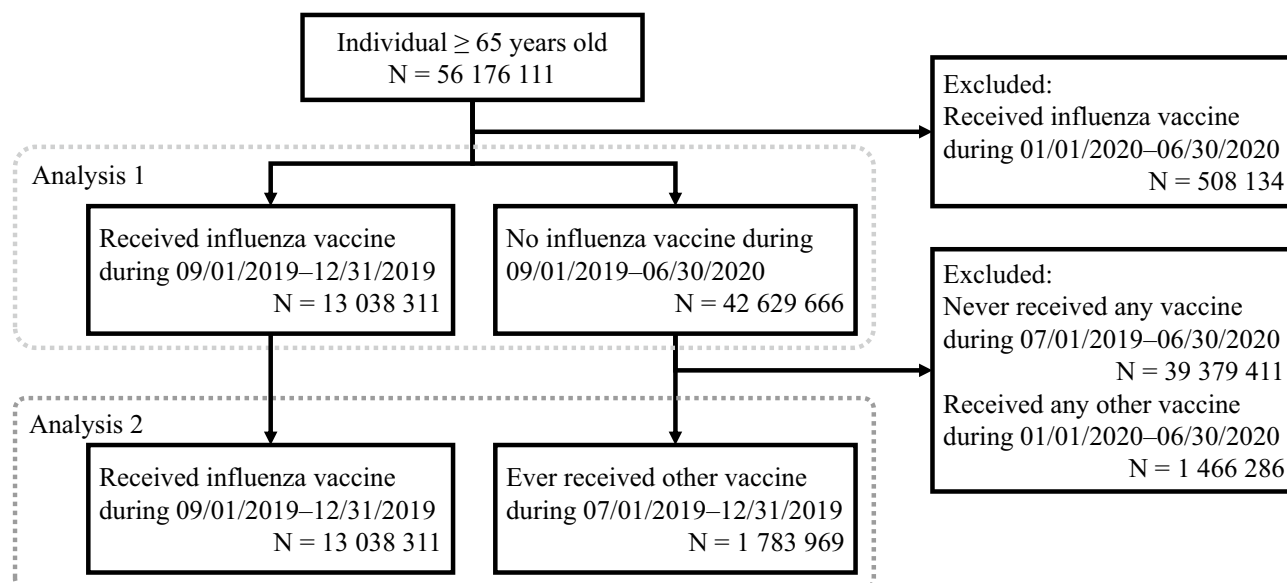 Individual ≥ 65 years old
N = 56 176 111
Excluded:
Received influenza vaccine
during 01/01/2020–06/30/2020
N = 508 134
Analysis 1
Received influenza vaccine
during 09/01/2019–12/31/2019
N = 13 038 311
No influenza vaccine during
09/01/2019–06/30/2020
N = 42 629 666
Excluded:
Never received any vaccine
during 07/01/2019–06/30/2020
N = 39 379 411
Received any other vaccine
during 01/01/2020–06/30/2020
N = 1 466 286
Analysis 2
Received influenza vaccine
during 09/01/2019–12/31/2019
N = 13 038 311
Ever received other vaccine
during 07/01/2019–12/31/2019
N = 1 783 969